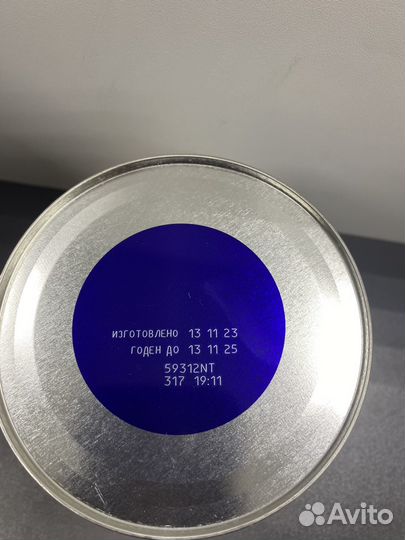 ИЗГОТОВЛЕНО 13 11 23
ГОДЕН ДО 13 11 25
59312NT
317 19:11
Avito